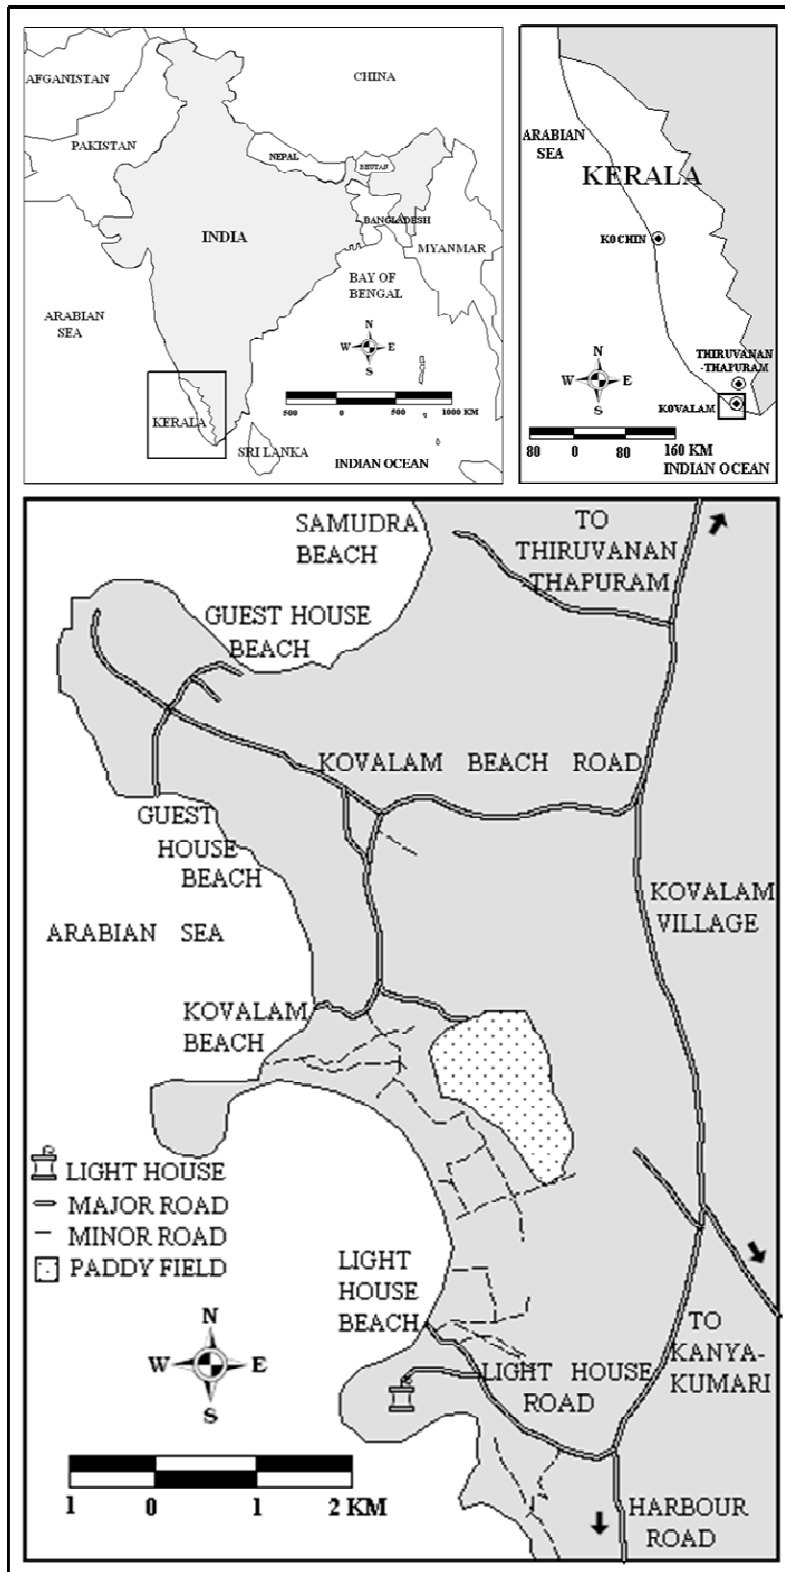 AFGANISTAN
CHINA
PAKISTAN
NEPAL
BHUTAN
BANGLADESH
INDIA
MYANMAR
BAY OF
BENGAL
ARABIAN
SEA
N
W E
S
500 0 500 1000 KM
KERALA
SRI LANKA
INDIAN OCEAN
ARABIAN
SEA
KERALA
KOCHIN
THIRUVANAN
-THAPURAM
N
W E
S
KOVALAM
80 0 80 160 KM
INDIAN OCEAN
SAMUDRA
BEACH
TO
THIRUVANAN
THAPURAM
GUEST HOUSE
BEACH
KOVALAM BEACH ROAD
GUEST
HOUSE
BEACH
KOVALAM
VILLAGE
ARABIAN SEA
KOVALAM
BEACH
LIGHT HOUSE
MAJOR ROAD
MINOR ROAD
PADDY FIELD
LIGHT
HOUSE
BEACH
N
W E
S
TO
KANYA-
KUMARI
LIGHT HOUSE
ROAD
1 0 1 2 KM
HARBOUR
ROAD